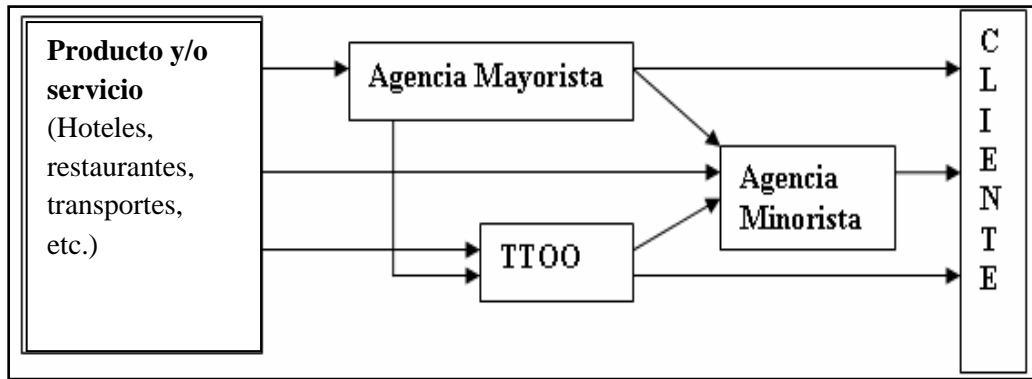 Producto y/o
servicio
(Hoteles,
restaurantes,
transportes,
etc.)
Agencia Mayorista
Agencia
Minorista
TTOO
C
L
I
E
N
T
E